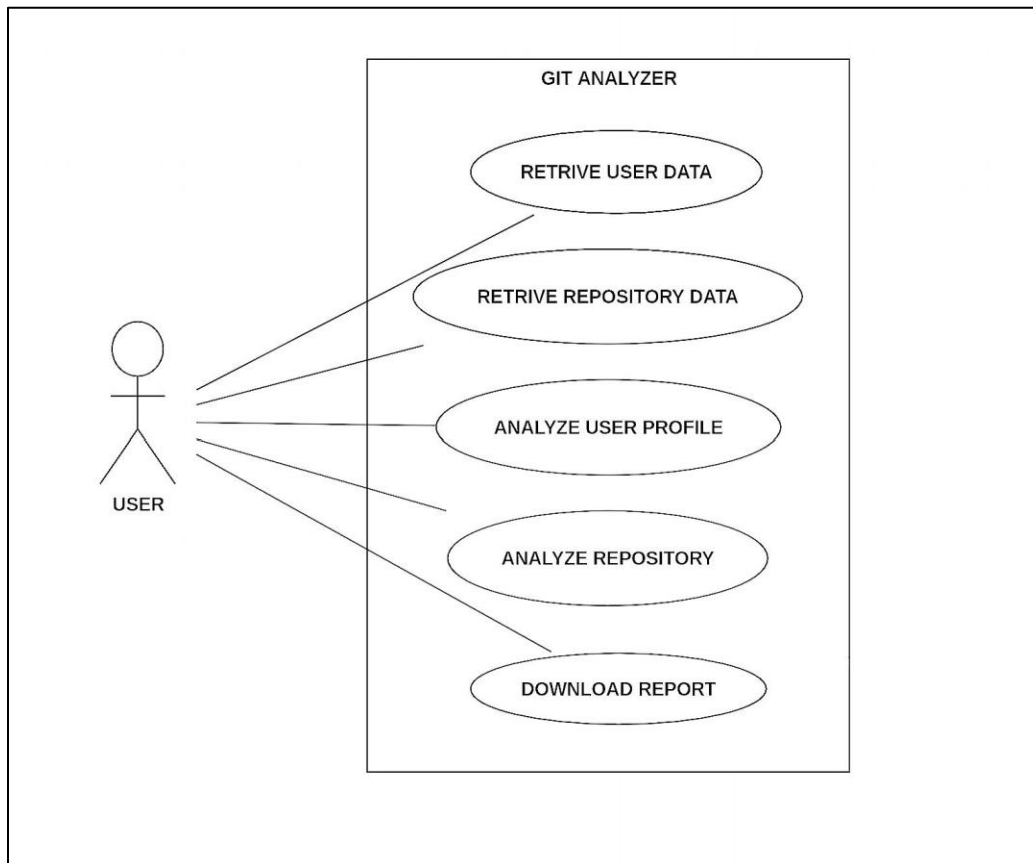 GIT ANALYZER
RETRIVE USER DATA
RETRIVE REPOSITORY DATA
ANALYZE USER PROFILE
USER
ANALYZE REPOSITORY
DOWNLOAD REPORT